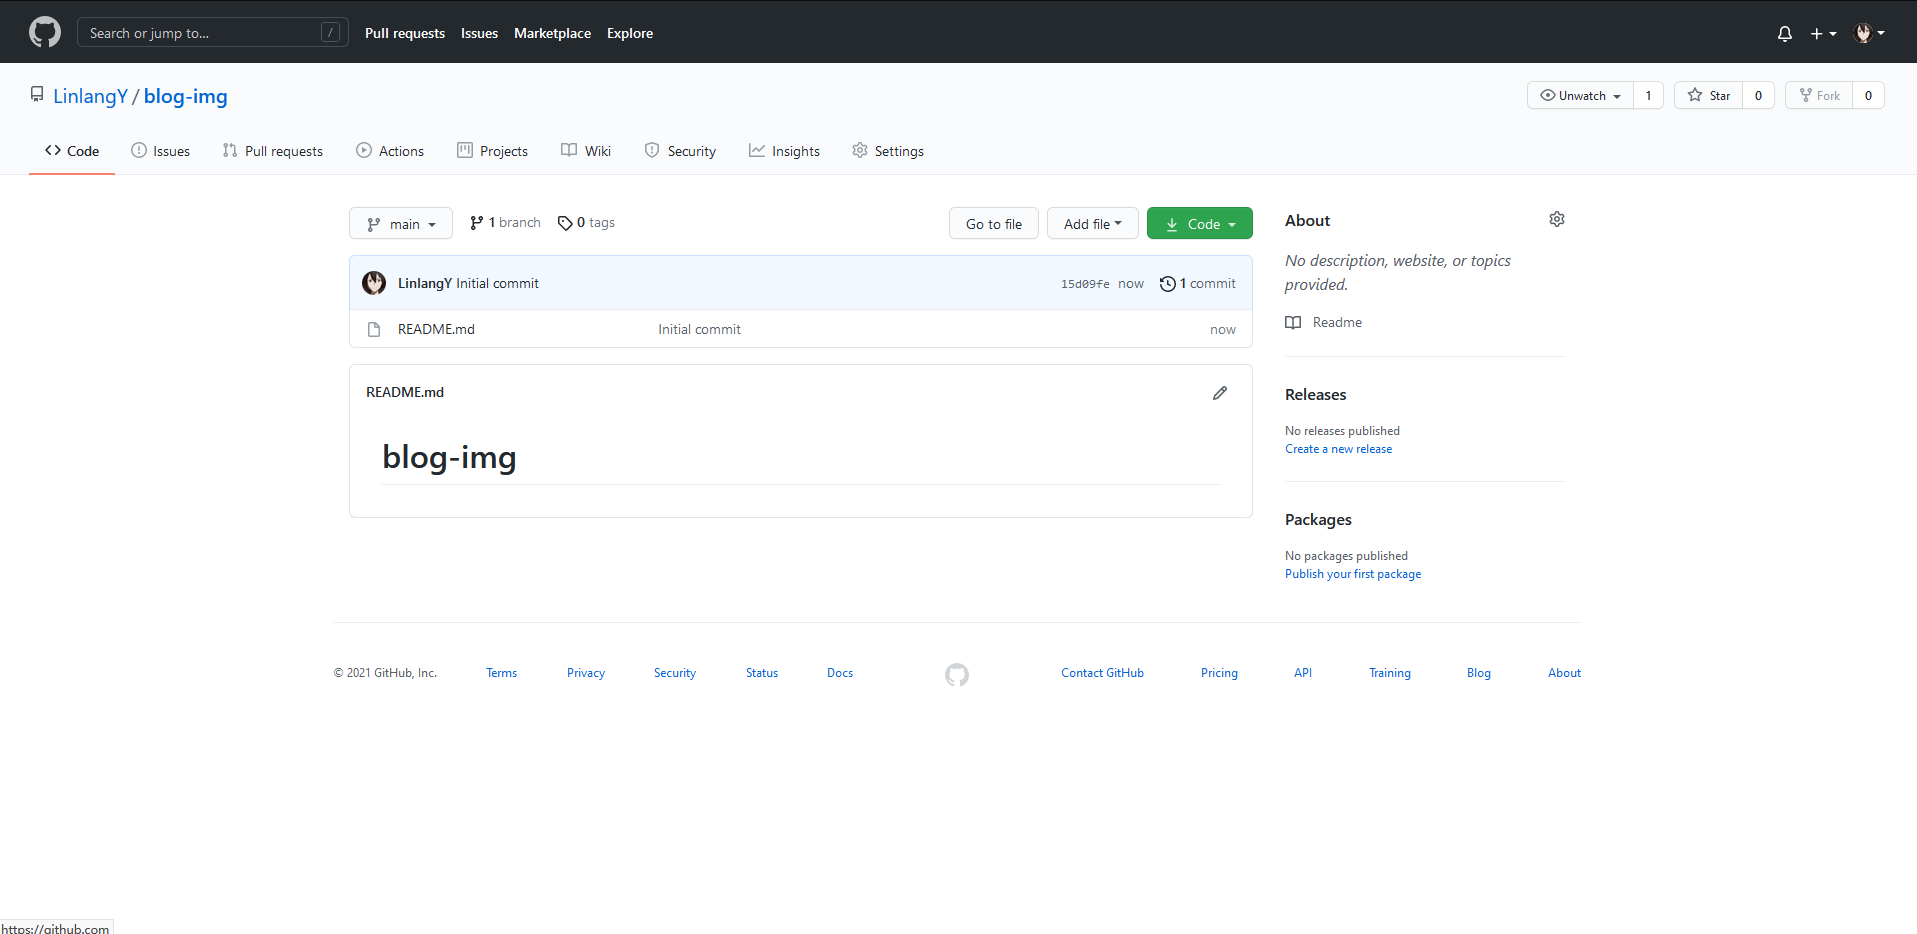 Search or jump to... / Pull requests Issues Marketplace Explore
LinlangY / blog-img Unwatch 1 Star 0 Fork 0
Code Issues Pull requests Actions Projects Wiki Security Insights Settings
main 1 branch 0 tags Go to file Add file Code
LinlangY Initial commit 15d09fe now 1 commit
README.md Initial commit now
README.md
blog-img
About
No description, website, or topics
provided.
Readme
Releases
No releases published
Create a new release
Packages
No packages published
Publish your first package
© 2021 GitHub, Inc. Terms Privacy Security Status Docs Contact GitHub Pricing API Training Blog About
https://github.com